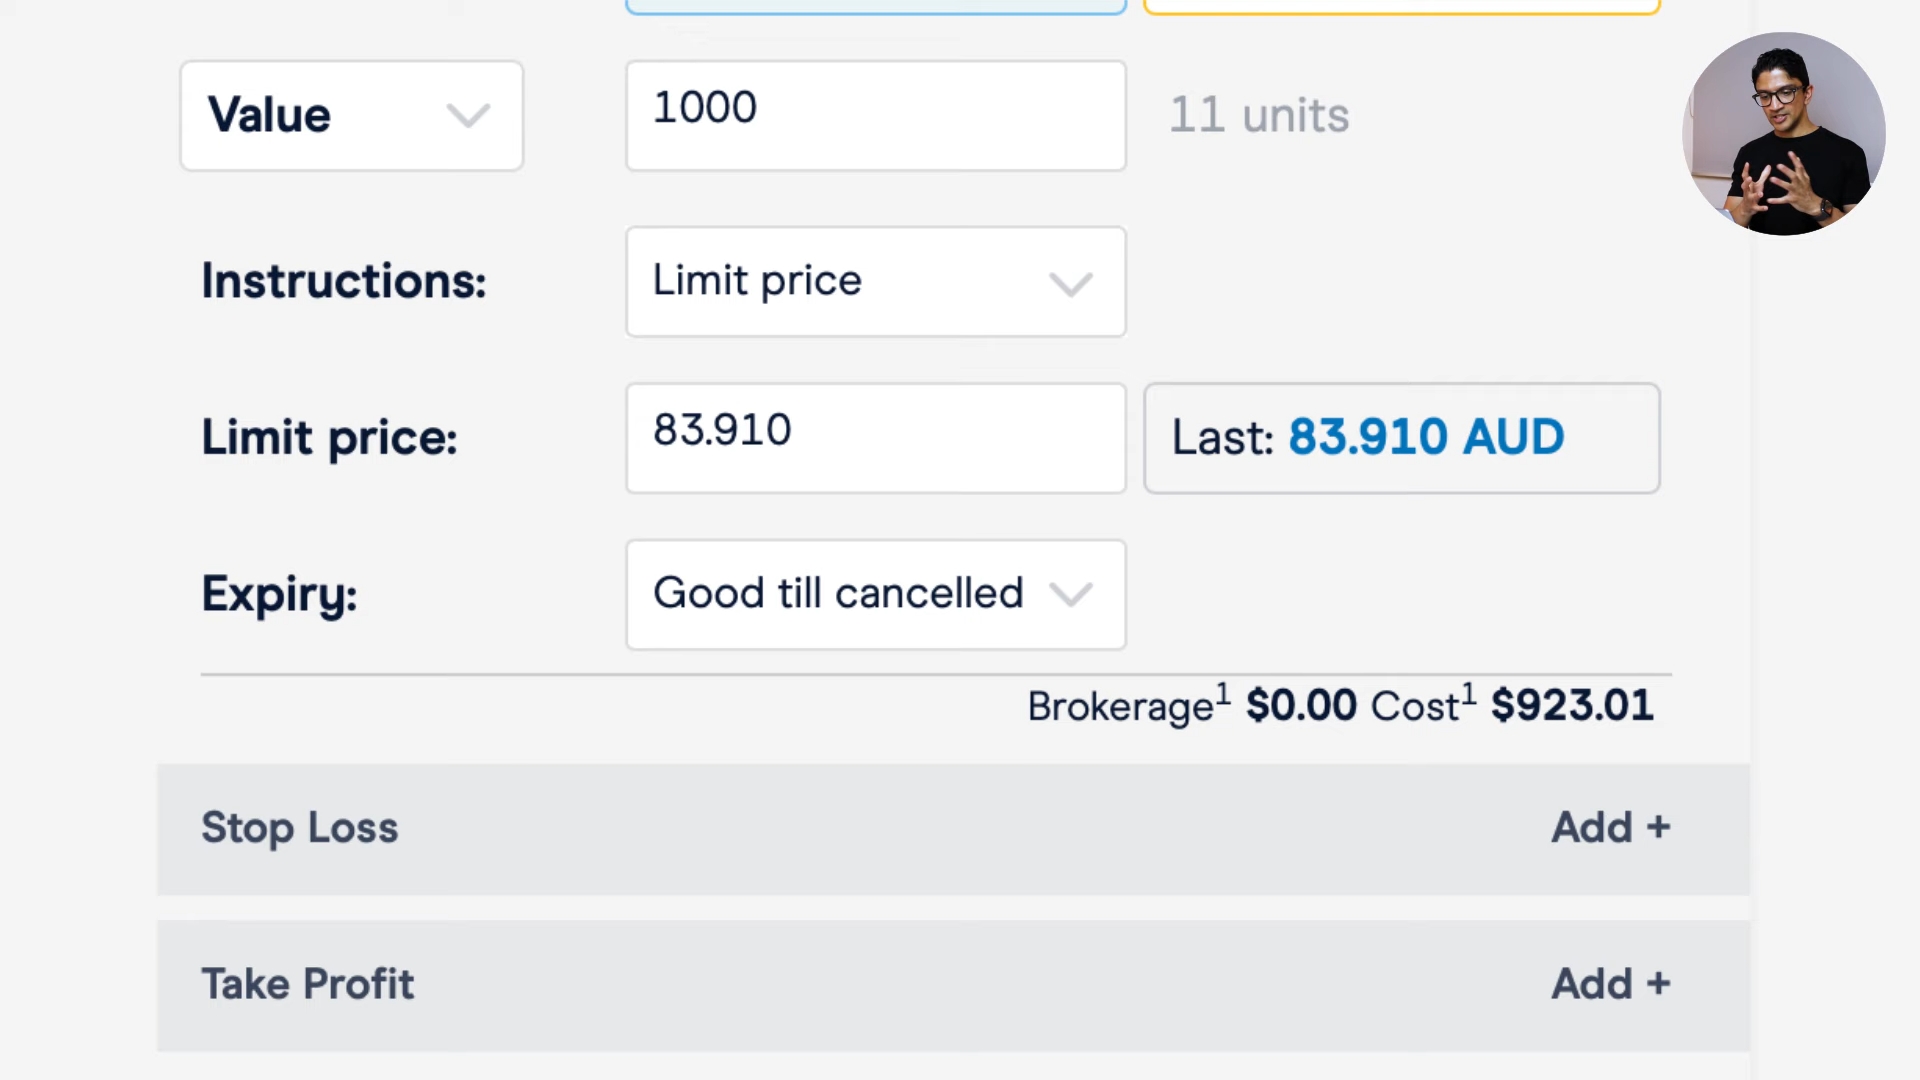 Value 1000 11 units
Instructions: Limit price
Limit price: 83.910 Last: 83.910 AUD
Expiry: Good till cancelled
Brokerage¹ $0.00 Cost¹ $923.01
Stop Loss Add +
Take Profit Add +